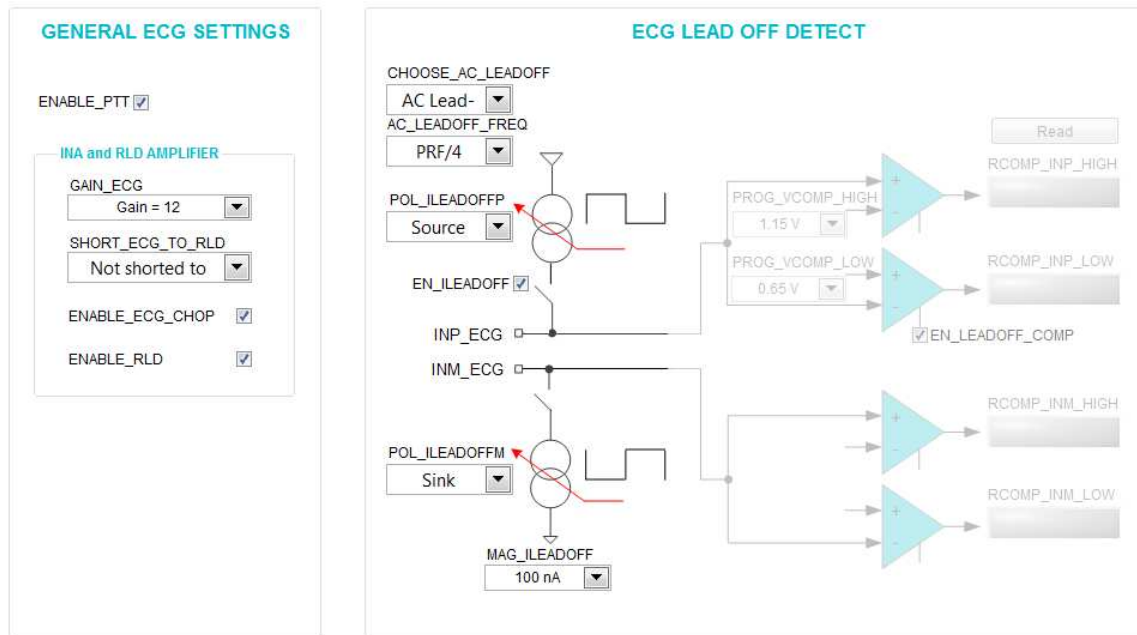 GENERAL ECG SETTINGS
ENABLE_PTT
INA and RLD AMPLIFIER
GAIN_ECG
Gain = 12
SHORT_ECG_TO_RLD
Not shorted to
ENABLE_ECG_CHOP
ENABLE_RLD
ECG LEAD OFF DETECT
CHOOSE_AC_LEADOFF
AC Lead-
AC_LEADOFF_FREQ
PRF/4
POL_ILEADOFFP
Source
EN_ILEADOFF
INP_ECG
INM_ECG
POL_ILEADOFFM
Sink
MAG_ILEADOFF
100 nA
PROG_VCOMP_HIGH
1.15 V
PROG_VCOMP_LOW
0.65 V
+
-
+
-
EN_LEADOFF_COMP
+
-
+
-
Read
RCOMP_INP_HIGH
RCOMP_INP_LOW
RCOMP_INM_HIGH
RCOMP_INM_LOW